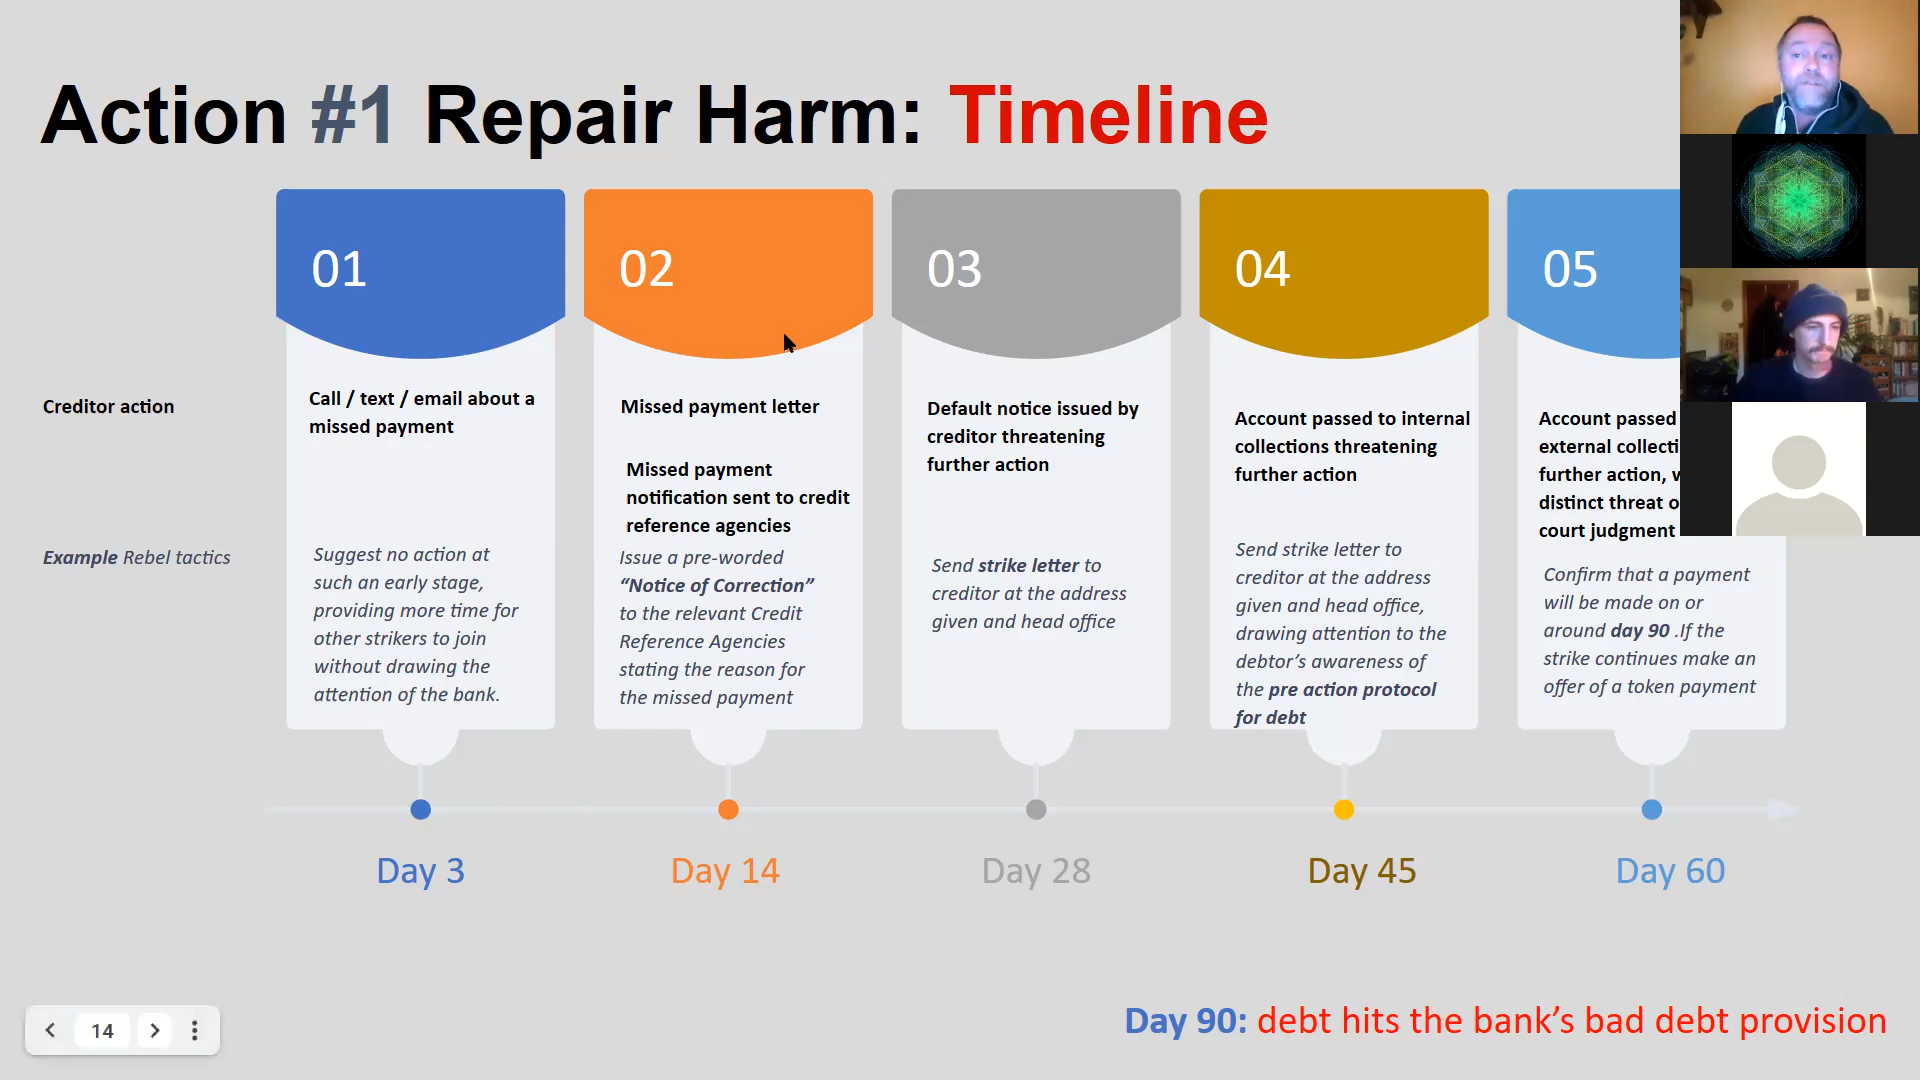 Action #1 Repair Harm: Timeline
01
02
03
04
05
Creditor action
Call / text / email about a
missed payment
Missed payment letter
Missed payment
notification sent to credit
reference agencies
Default notice issued by
creditor threatening
further action
Account passed to internal
collections threatening
further action
Account passed
external collecti
further action,
distinct threat o
court judgment
Example Rebel tactics
Suggest no action at
such an early stage,
providing more time for
other strikers to join
without drawing the
attention of the bank.
Issue a pre-worded
“Notice of Correction”
to the relevant Credit
Reference Agencies
stating the reason for
the missed payment
Send strike letter to
creditor at the address
given and head office
Send strike letter to
creditor at the address
given and head office,
drawing attention to the
debtor’s awareness of
the pre action protocol
for debt
Confirm that a payment
will be made on or
around day 90 .If the
strike continues make an
offer of a token payment
Day 3
Day 14
Day 28
Day 45
Day 60
Day 90: debt hits the bank’s bad debt provision
14